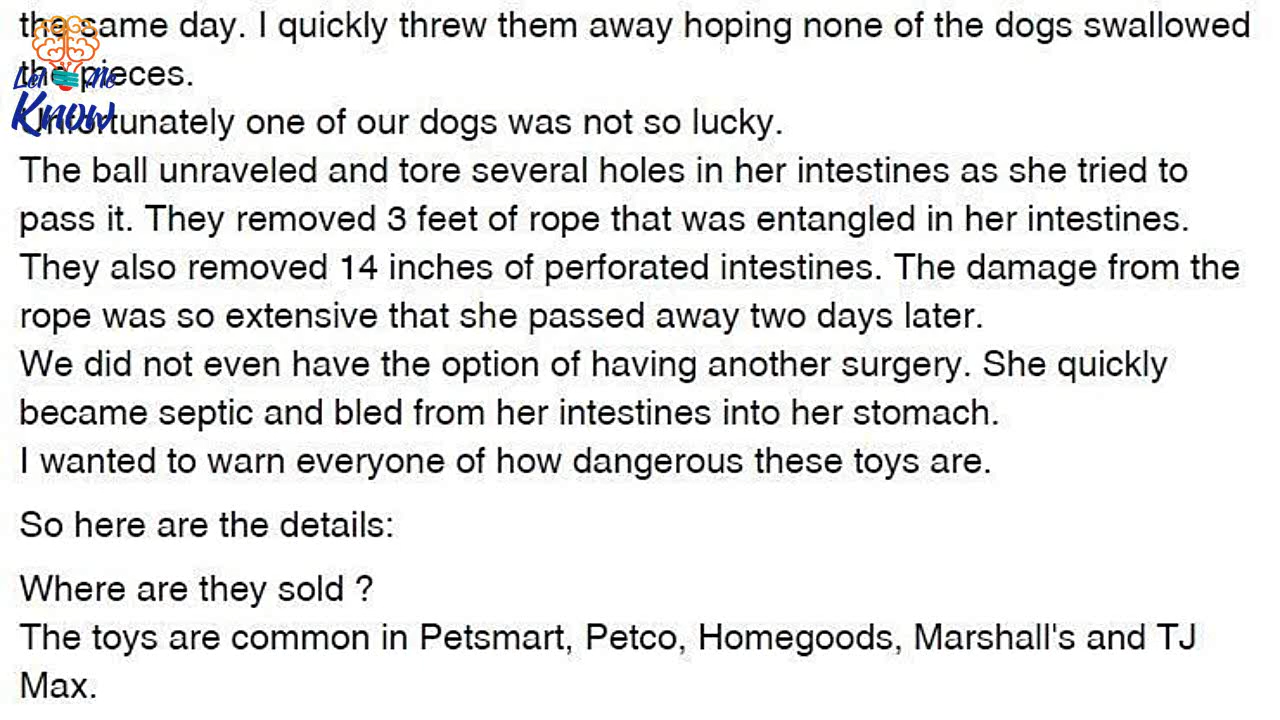 the same day. I quickly threw them away hoping none of the dogs swallowed
the pieces.
Let Me
Know
Unfortunately one of our dogs was not so lucky.
The ball unraveled and tore several holes in her intestines as she tried to
pass it. They removed 3 feet of rope that was entangled in her intestines.
They also removed 14 inches of perforated intestines. The damage from the
rope was so extensive that she passed away two days later.
We did not even have the option of having another surgery. She quickly
became septic and bled from her intestines into her stomach.
I wanted to warn everyone of how dangerous these toys are.
So here are the details:
Where are they sold ?
The toys are common in Petsmart, Petco, Homegoods, Marshall's and TJ
Max.